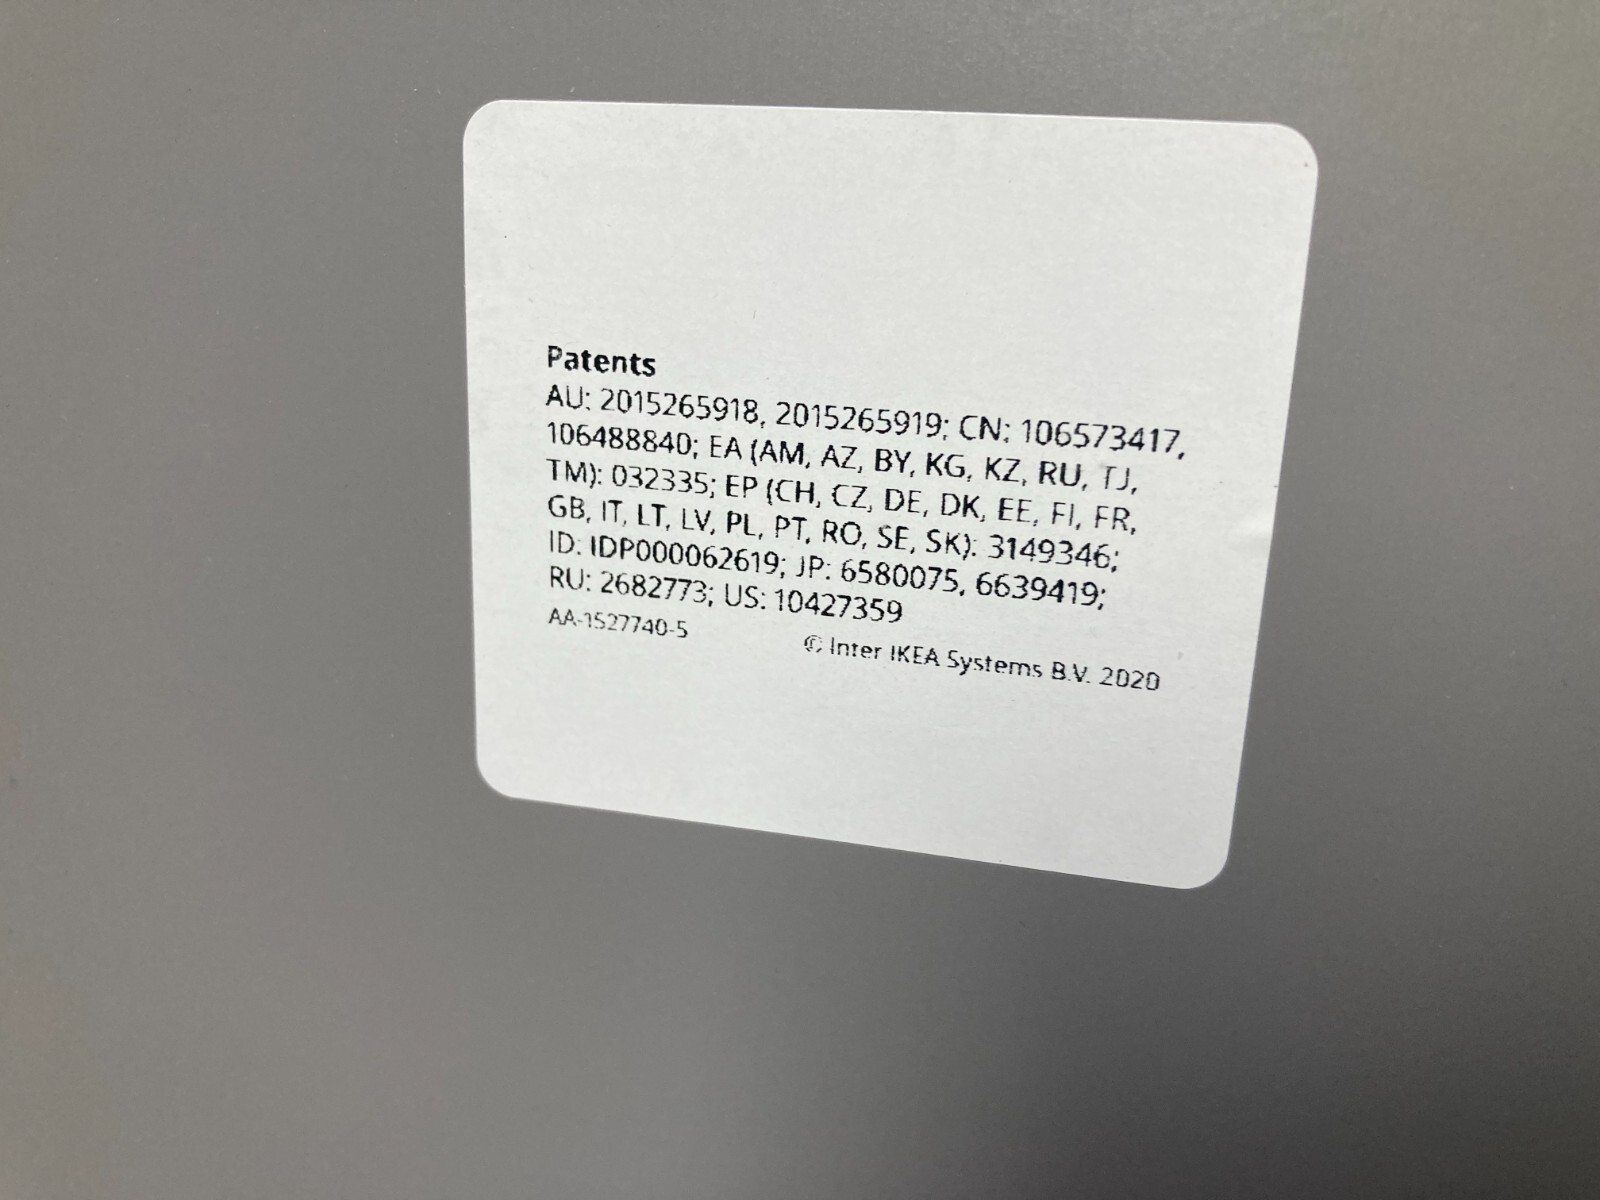 Patents
AU: 2015265918, 2015265919; CN: 106573417,
106488840; EA (AM, AZ, BY, KG, KZ, RU, TJ,
TM): 032335; EP (CH, CZ, DE, DK, EE, FI, FR,
GB, IT, LT, LV, PL, PT, RO, SE, SK): 3149346;
ID: IDP000062619; JP: 6580075, 6639419;
RU: 2682773; US: 10427359
AA-1527740-5 © Inter IKEA Systems B.V. 2020